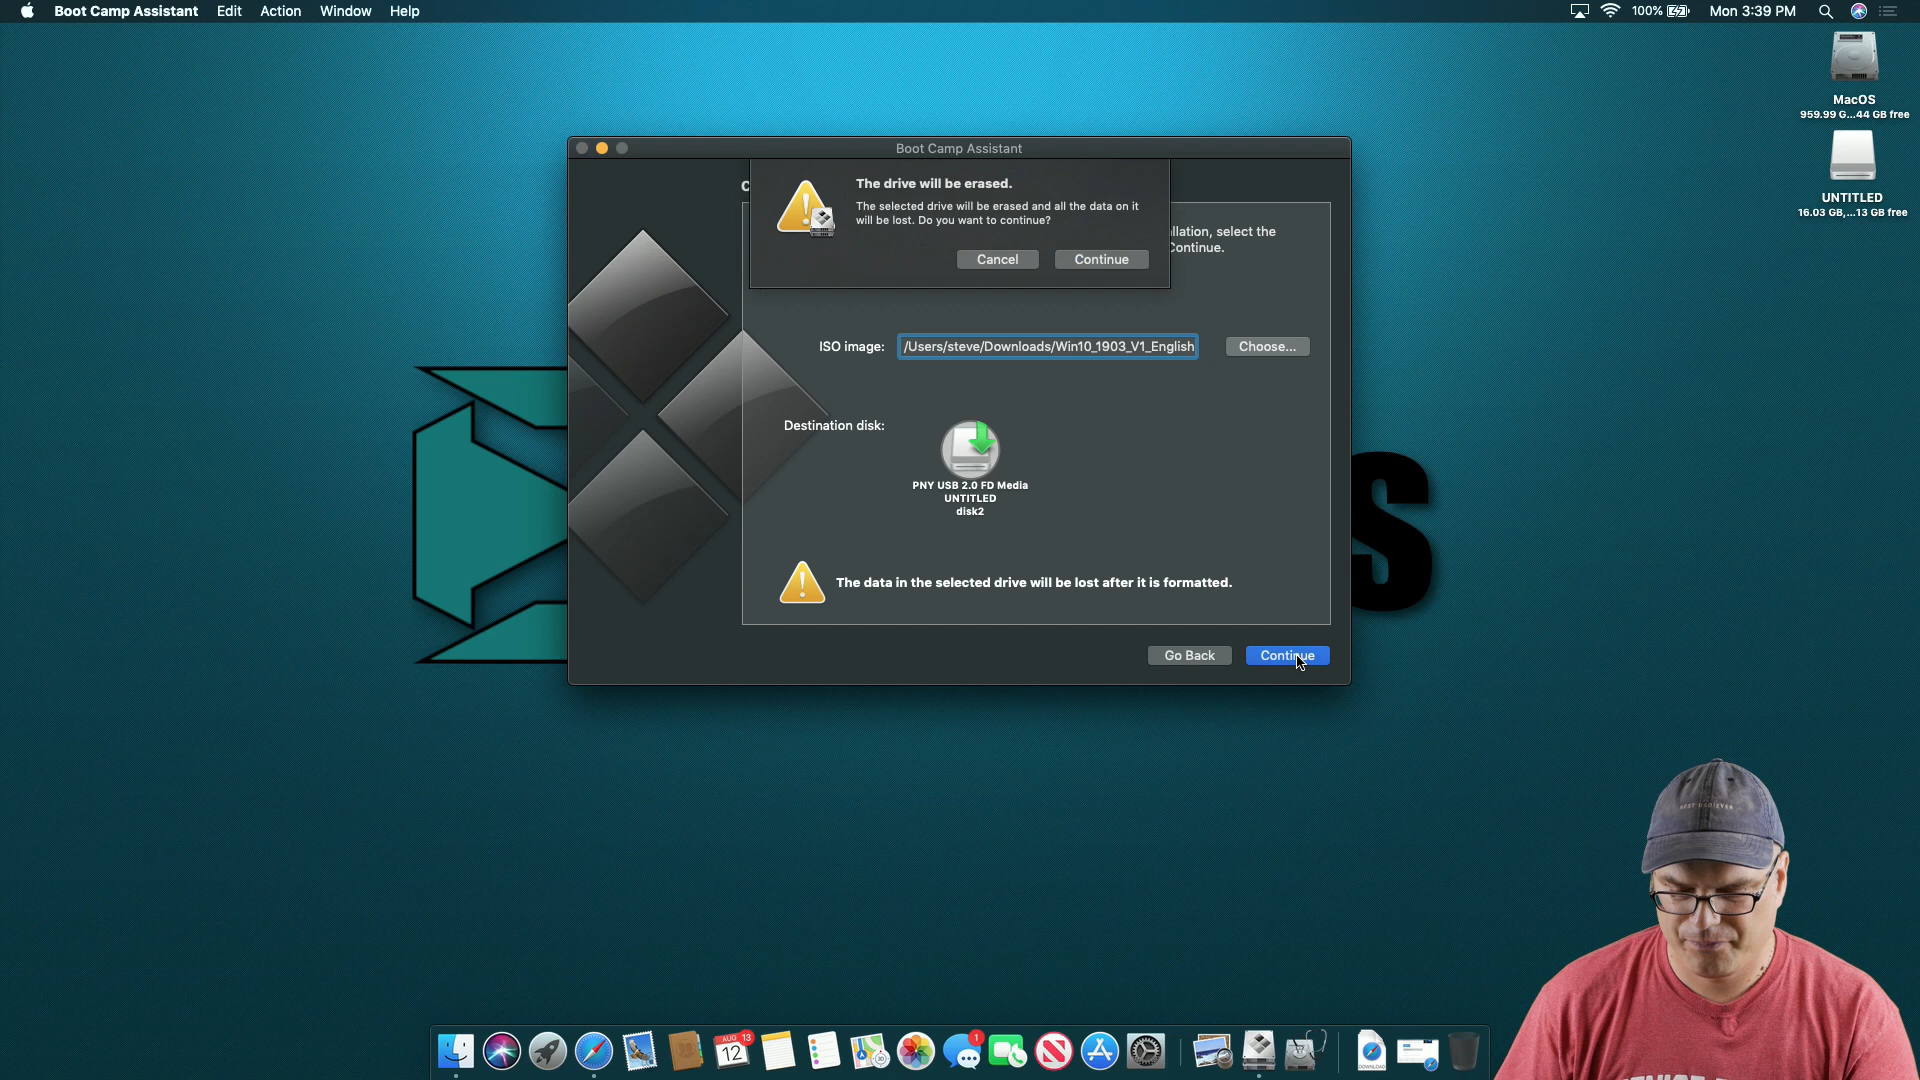 Boot Camp Assistant Edit Action Window Help
100% Mon 3:39 PM
MacOS
959.99 G...44 GB free
UNTITLED
16.03 GB,...13 GB free
Boot Camp Assistant
C
The drive will be erased.
The selected drive will be erased and all the data on it
will be lost. Do you want to continue?
Cancel Continue
llation, select the
Continue.
ISO image: /Users/steve/Downloads/Win10_1903_V1_English Choose...
Destination disk:
PNY USB 2.0 FD Media
UNTITLED
disk2
The data in the selected drive will be lost after it is formatted.
Go Back Continue
S
AUG 13
12
1
DOWNLOAD